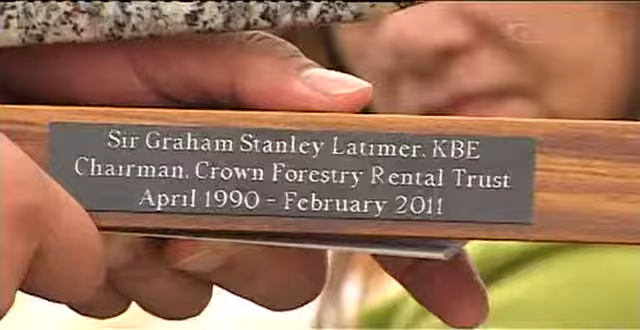 Sir Graham Stanley Latimer, KBE
Chairman, Crown Forestry Rental Trust
April 1990 - February 2011